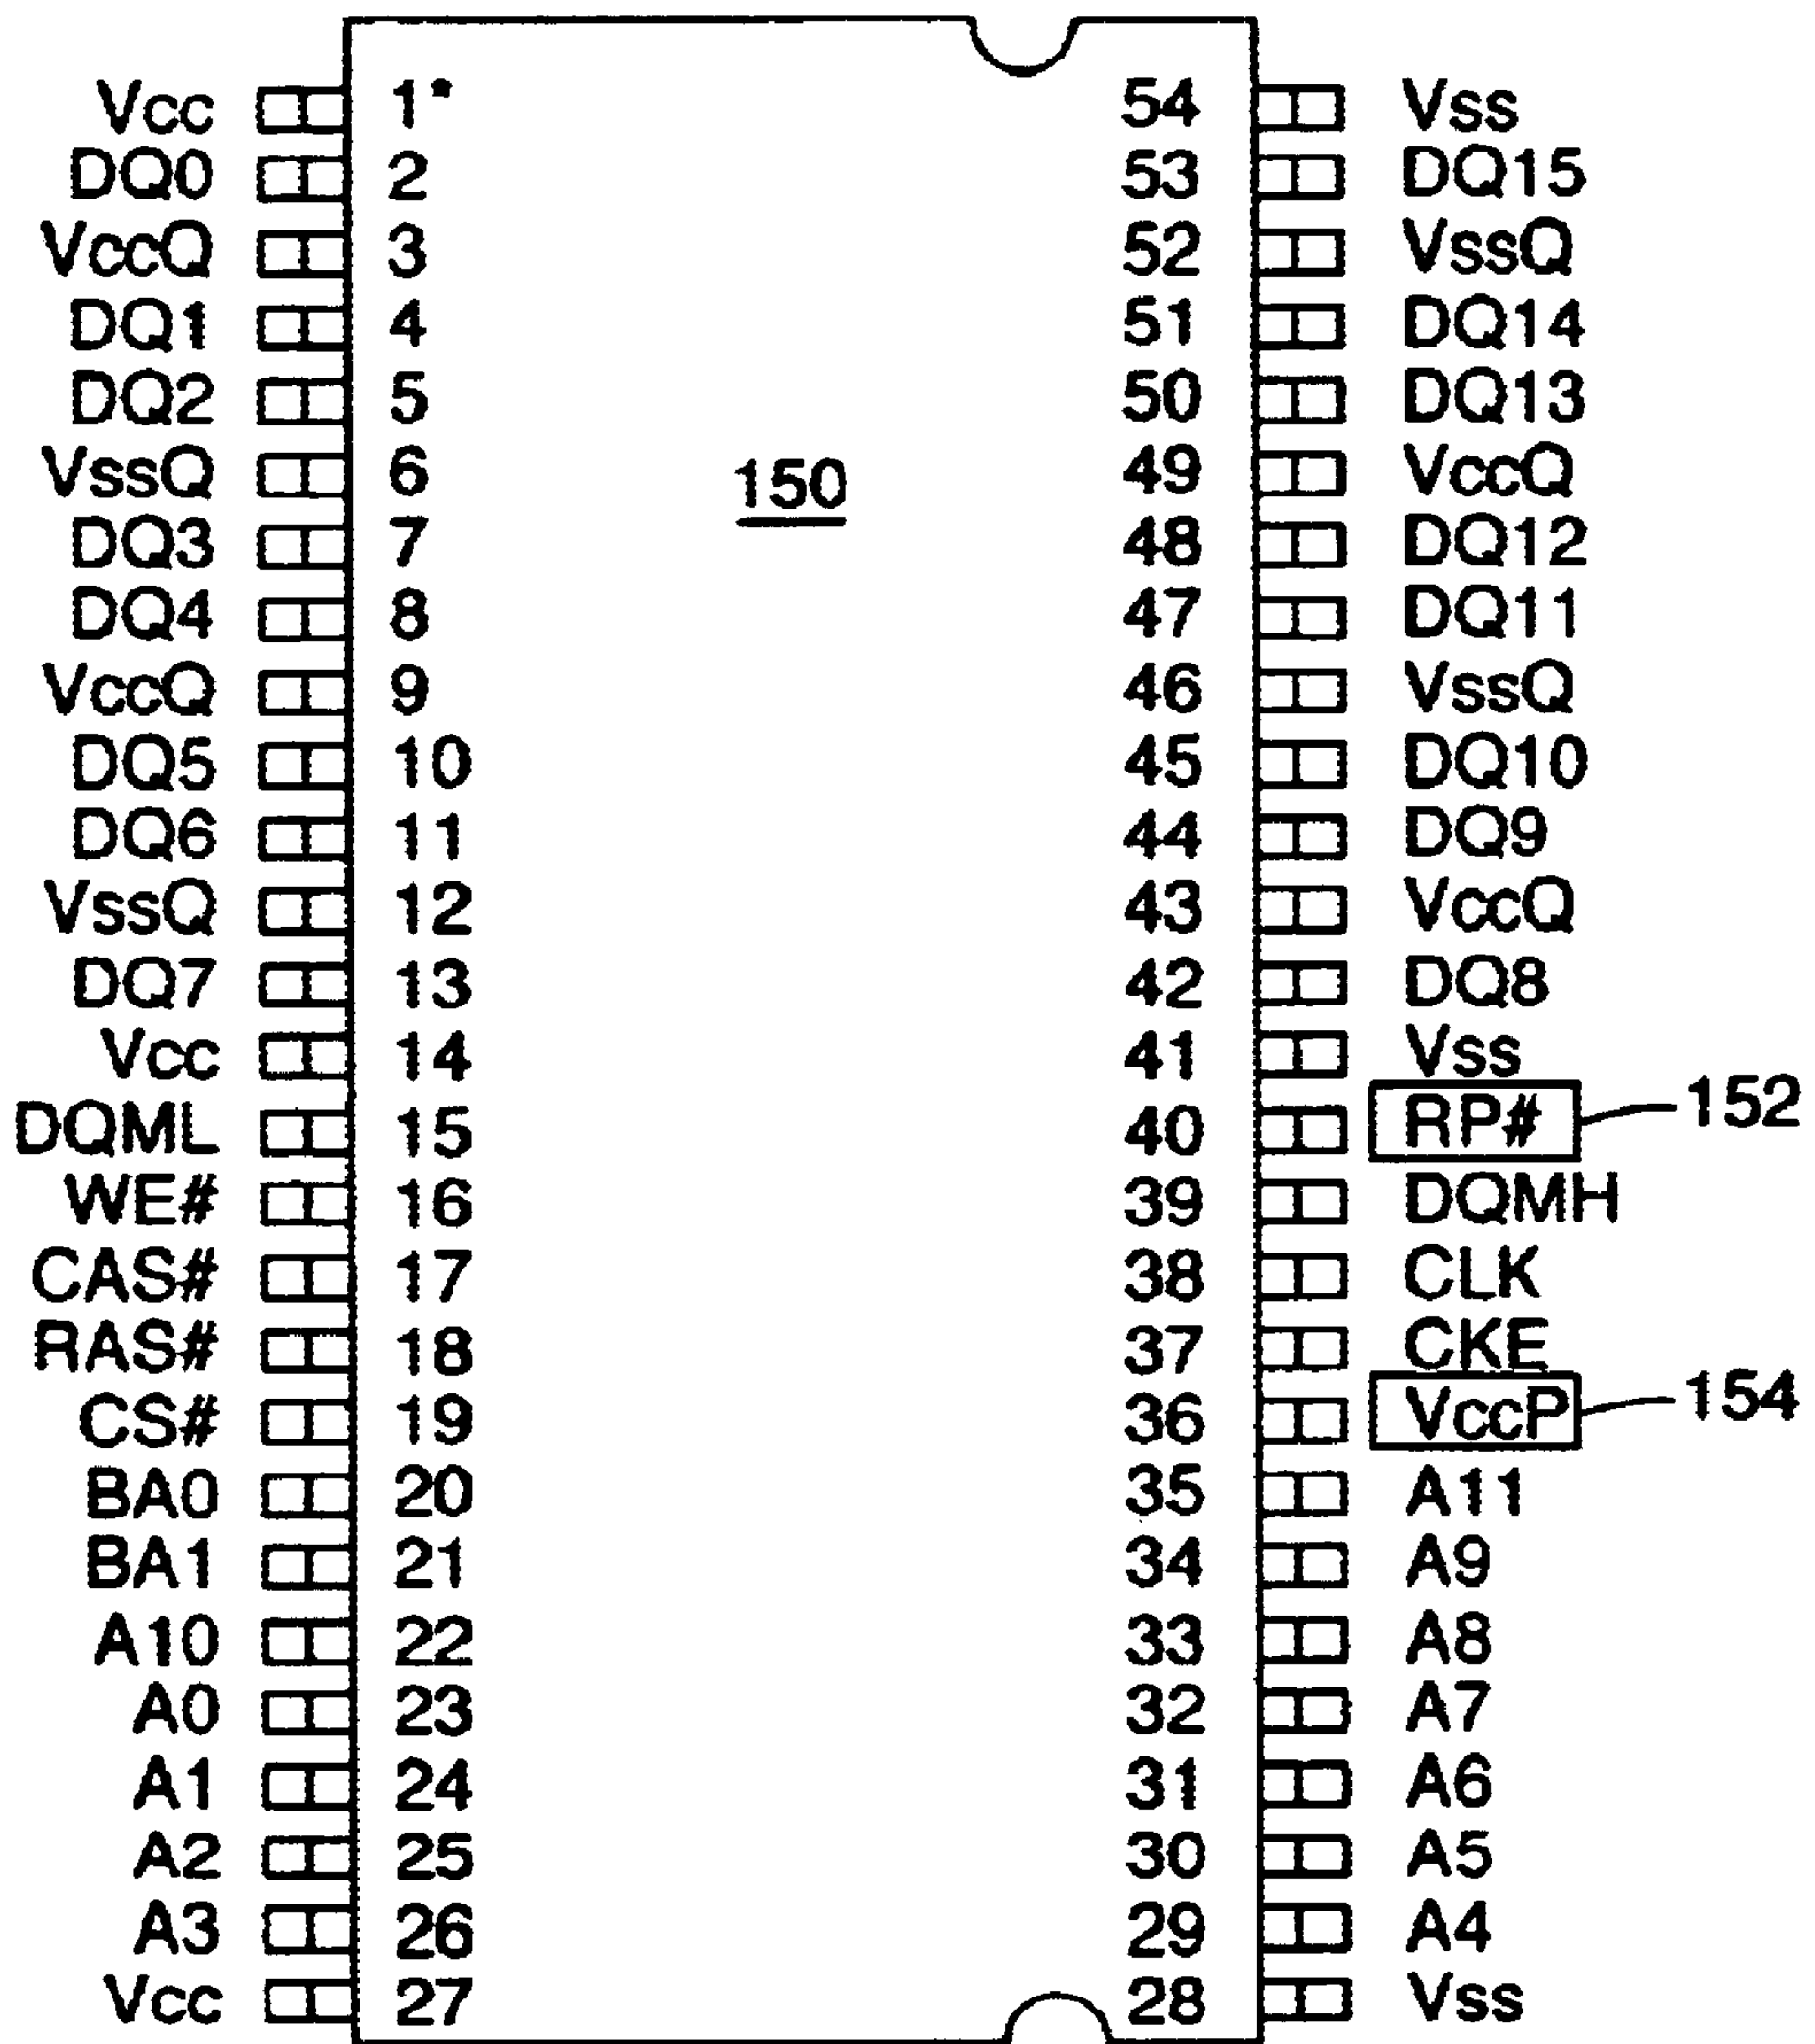 Vcc 1* 54 Vss
DQ0 2 53 DQ15
VccQ 3 52 VssQ
DQ1 4 51 DQ14
DQ2 5 50 DQ13
VssQ 6 49 VccQ
150
DQ3 7 48 DQ12
DQ4 8 47 DQ11
VccQ 9 46 VssQ
DQ5 10 45 DQ10
DQ6 11 44 DQ9
VssQ 12 43 VccQ
DQ7 13 42 DQ8
Vcc 14 41 Vss
DQML 15 40 RP# 152
WE# 16 39 DQMH
CAS# 17 38 CLK
RAS# 18 37 CKE
CS# 19 36 VccP 154
BA0 20 35 A11
BA1 21 34 A9
A10 22 33 A8
A0 23 32 A7
A1 24 31 A6
A2 25 30 A5
A3 26 29 A4
Vcc 27 28 Vss